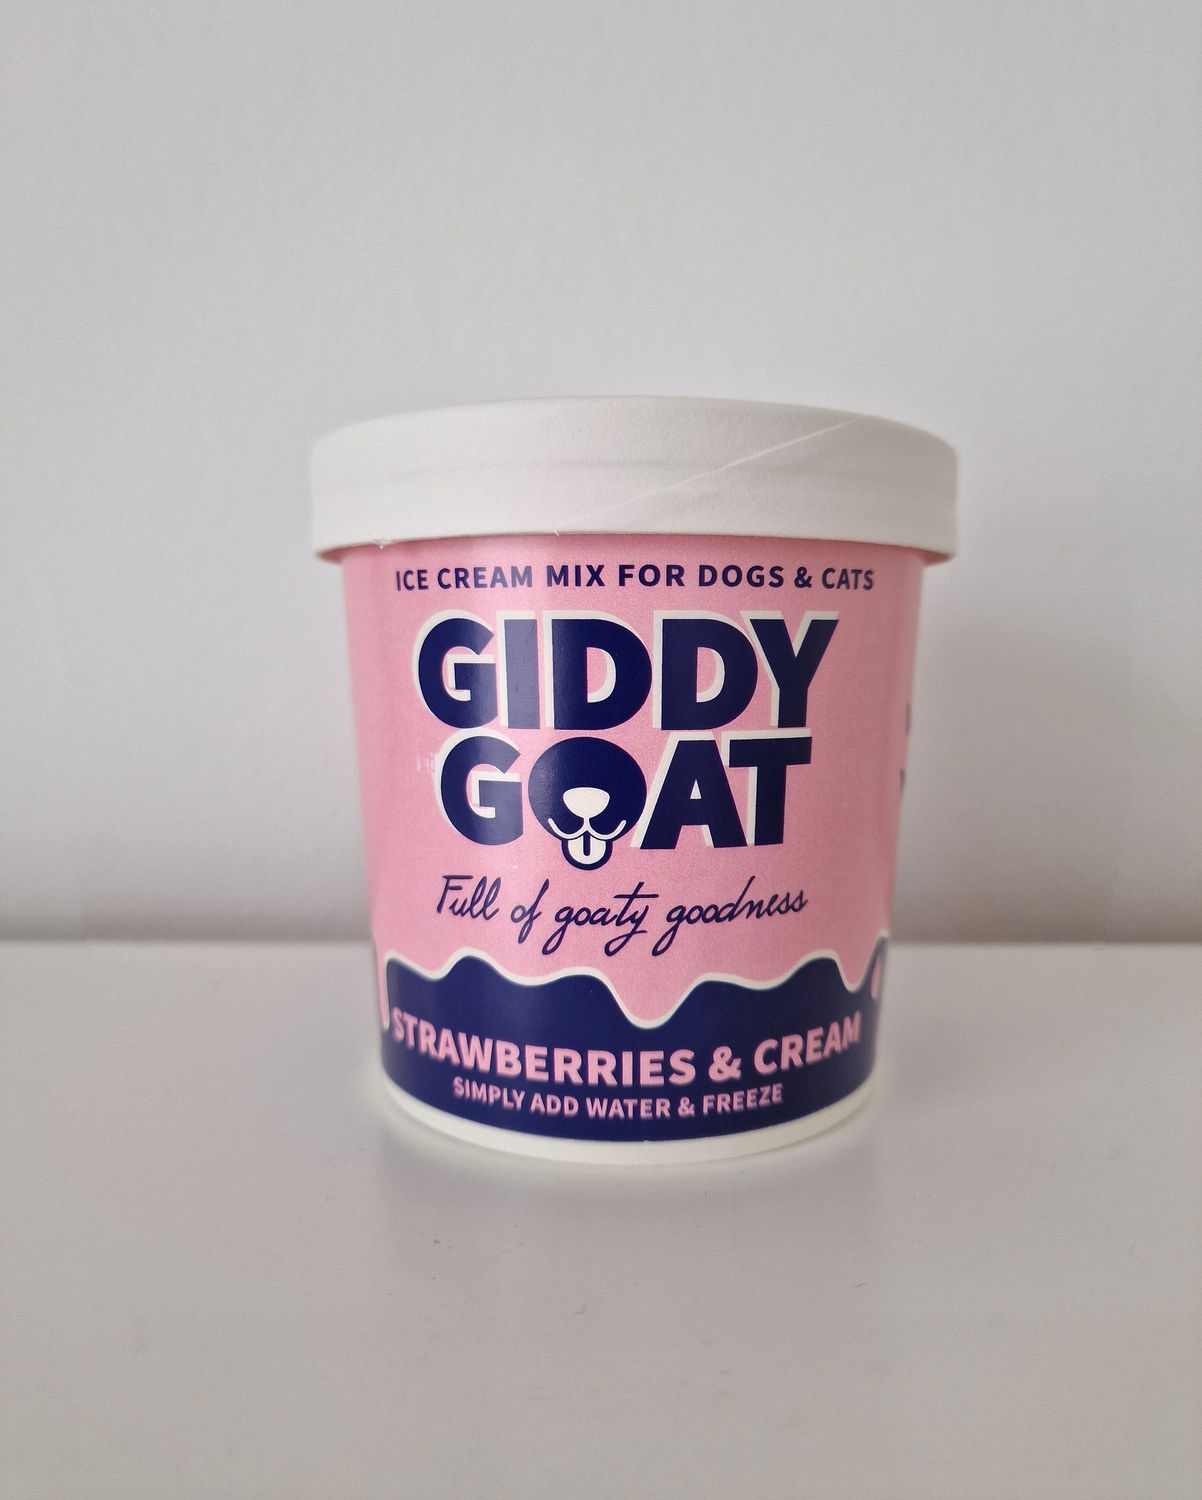 ICE CREAM MIX FOR DOGS & CATS
GIDDY
GOAT
Full of goaty goodness
STRAWBERRIES & CREAM
SIMPLY ADD WATER & FREEZE